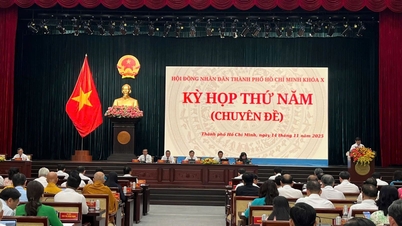 HỘI ĐỒNG NHÂN DÂN THÀNH PHỐ HỒ CHÍ MINH KHÓA X
KỲ HỌP THỨ NĂM
(CHUYÊN ĐỀ)
Thành phố Hồ Chí Minh, ngày 14 tháng 11 năm 2025